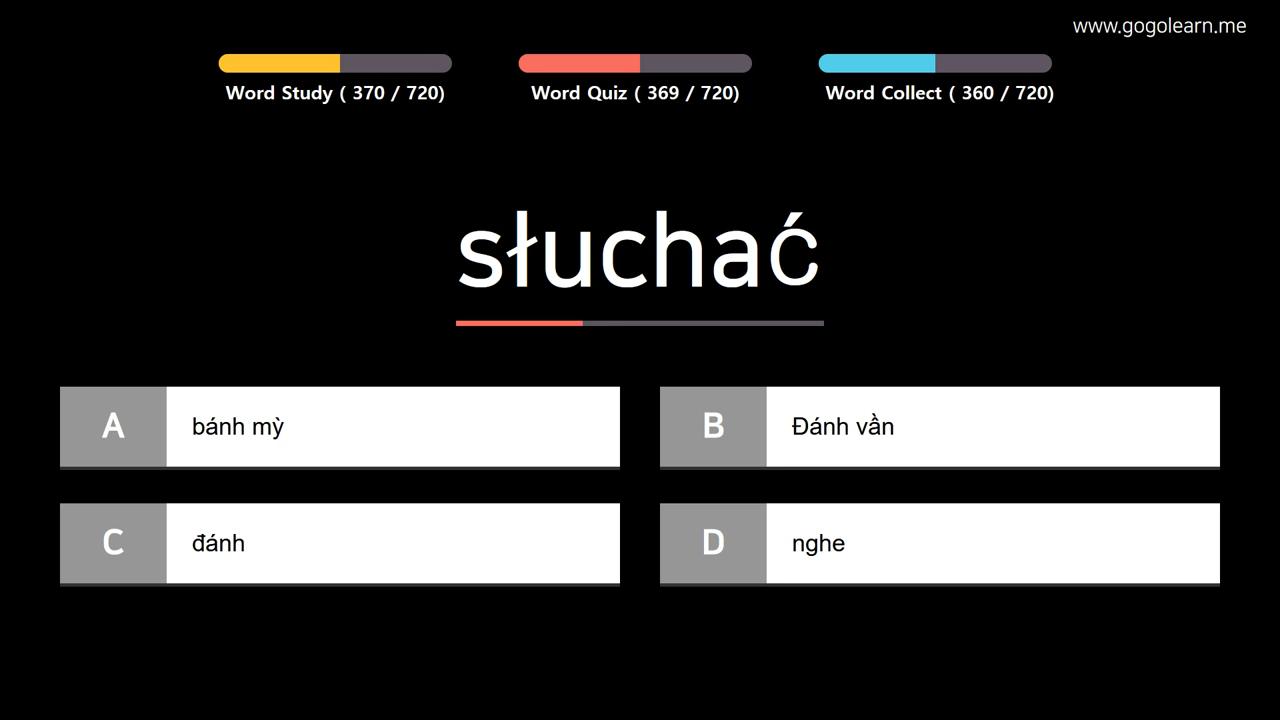 www.gogolearn.me
Word Study ( 370 / 720)
Word Quiz ( 369 / 720)
Word Collect ( 360 / 720)
słuchać
A bánh mỳ
B Đánh vần
C đánh
D nghe